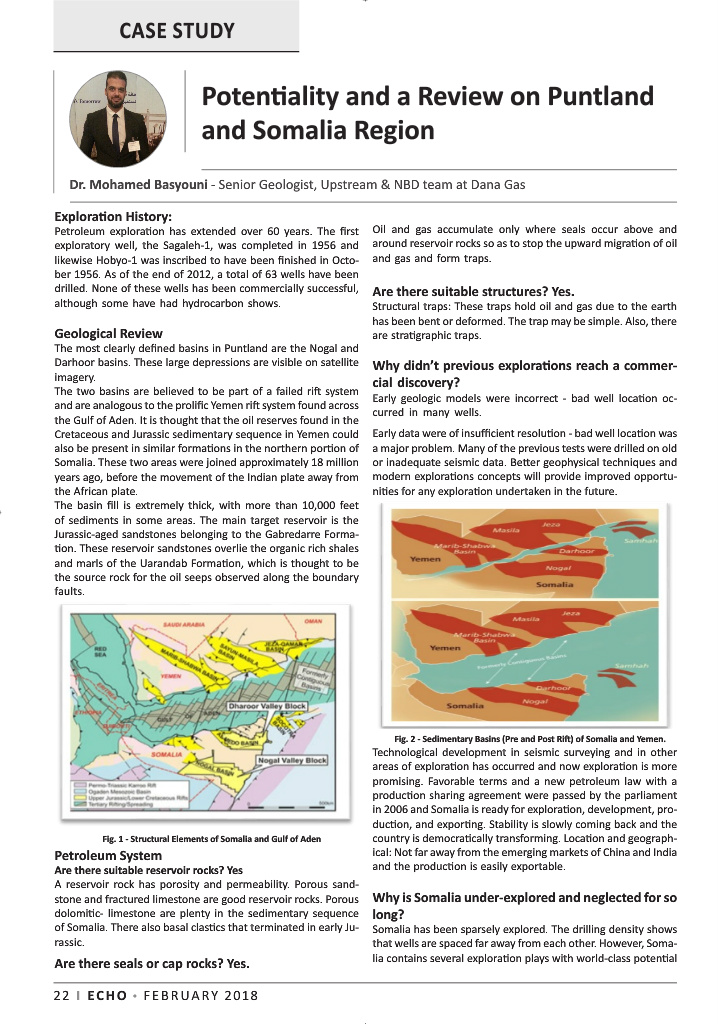 CASE STUDY
Potentiality and a Review on Puntland
and Somalia Region
Dr. Mohamed Basyouni - Senior Geologist, Upstream & NBD team at Dana Gas
Exploration History:
Petroleum exploration has extended over 60 years. The first
exploratory well, the Sagaleh-1, was completed in 1956 and
likewise Hobyo-1 was inscribed to have been finished in Octo-
ber 1956. As of the end of 2012, a total of 63 wells have been
drilled. None of these wells has been commercially successful,
although some have had hydrocarbon shows.
Geological Review
The most clearly defined basins in Puntland are the Nogal and
Darhoor basins. These large depressions are visible on satellite
imagery.
The two basins are believed to be part of a failed rift system
and are analogous to the prolific Yemen rift system found across
the Gulf of Aden. It is thought that the oil reserves found in the
Cretaceous and Jurassic sedimentary sequence in Yemen could
also be present in similar formations in the northern portion of
Somalia. These two areas were joined approximately 18 million
years ago, before the movement of the Indian plate away from
the African plate.
The basin fill is extremely thick, with more than 10,000 feet
of sediments in some areas. The main target reservoir is the
Jurassic-aged sandstones belonging to the Gabredarre Forma-
tion. These reservoir sandstones overlie the organic rich shales
and marls of the Uarandab Formation, which is thought to be
the source rock for the oil seeps observed along the boundary
faults.
SAUDI ARABIA
OMAN
RED
SEA
MARIB-SHABWA BASIN
SAYUN-MASILA
BASIN
JEZA-QAMAR
BASIN
YEMEN
Formerly
Contiguous
Basins
Dharoor Valley Block
GULF OF ADEN
SOMALIA
NOGAL BASIN
Nogal Valley Block
Permo-Triassic Karroo Rift
Ogaden Mesozoic Basin
Upper Jurassic/Lower Cretaceous Rifts
Tertiary Rifting/Spreading
Fig. 1 - Structural Elements of Somalia and Gulf of Aden
Petroleum System
Are there suitable reservoir rocks? Yes
A reservoir rock has porosity and permeability. Porous sand-
stone and fractured limestone are good reservoir rocks. Porous
dolomitic- limestone are plenty in the sedimentary sequence
of Somalia. There also basal clastics that terminated in early Ju-
rassic.
Are there seals or cap rocks? Yes.
Oil and gas accumulate only where seals occur above and
around reservoir rocks so as to stop the upward migration of oil
and gas and form traps.
Are there suitable structures? Yes.
Structural traps: These traps hold oil and gas due to the earth
has been bent or deformed. The trap may be simple. Also, there
are stratigraphic traps.
Why didn't previous explorations reach a commer-
cial discovery?
Early geologic models were incorrect - bad well location oc-
curred in many wells.
Early data were of insufficient resolution - bad well location was
a major problem. Many of the previous tests were drilled on old
or inadequate seismic data. Better geophysical techniques and
modern explorations concepts will provide improved opportu-
nities for any exploration undertaken in the future.
Masila
Jeza
Samhah
Marib-Shabwa
Basin
Yemen
Darhoor
Nogal
Somalia
Jeza
Masila
Marib-Shabwa
Basin
Yemen
Formerly Contiguous Basins
Samhah
Darhoor
Somalia
Nogal
Fig. 2 - Sedimentary Basins (Pre and Post Rift) of Somalia and Yemen.
Technological development in seismic surveying and in other
areas of exploration has occurred and now exploration is more
promising. Favorable terms and a new petroleum law with a
production sharing agreement were passed by the parliament
in 2006 and Somalia is ready for exploration, development, pro-
duction, and exporting. Stability is slowly coming back and the
country is democratically transforming. Location and geograph-
ical: Not far away from the emerging markets of China and India
and the production is easily exportable.
Why is Somalia under-explored and neglected for so
long?
Somalia has been sparsely explored. The drilling density shows
that wells are spaced far away from each other. However, Soma-
lia contains several exploration plays with world-class potential
22 I ECHO • FEBRUARY 2018